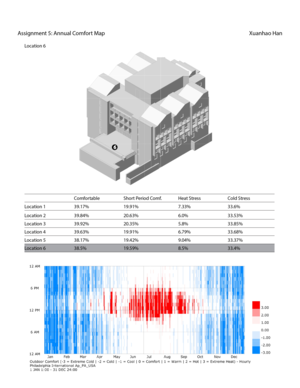 Assignment 5: Annual Comfort Map Xuanhao Han
Location 6
6
Comfortable Short Period Comf. Heat Stress Cold Stress
Location 1 39.17% 19.91% 7.33% 33.6%
Location 2 39.84% 20.63% 6.0% 33.53%
Location 3 39.92% 20.35% 5.8% 33.85%
Location 4 39.63% 19.91% 6.79% 33.68%
Location 5 38.17% 19.42% 9.04% 33.37%
Location 6 38.5% 19.59% 8.5% 33.4%
12 AM
6 PM
12 PM
6 AM
12 AM
3.00
2.00
1.00
0.00
-1.00
-2.00
-3.00
Jan Feb Mar Apr May Jun Jul Aug Sep Oct Nov Dec
Outdoor Comfort (-3 = Extreme Cold | -2 = Cold | -1 = Cool | 0 = Comfort | 1 = Warm | 2 = Hot | 3 = Extreme Heat) - Hourly
Philadelphia International Ap_PA_USA
1 JAN 1:00 - 31 DEC 24:00